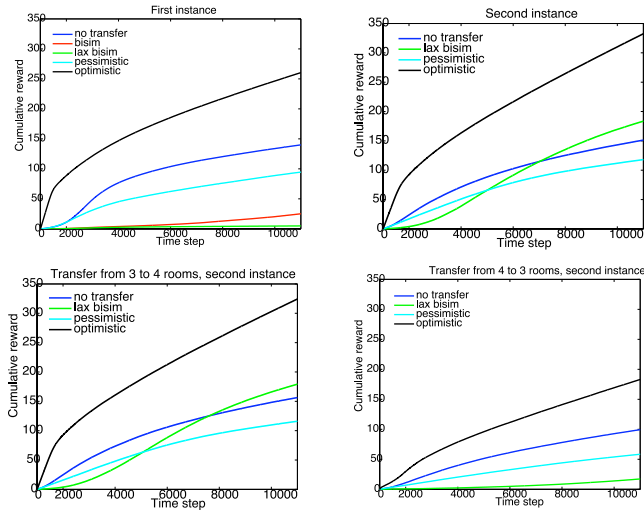 First instance
350
300
250
200
150
100
50
0
0
2000
4000
6000
8000
10000
Cumulative reward
Time step
no transfer
bisim
lax bisim
pessimistic
optimistic
Second instance
350
300
250
200
150
100
50
0
0
2000
4000
6000
8000
10000
Cumulative reward
Time step
no transfer
lax bisim
pessimistic
optimistic
Transfer from 3 to 4 rooms, second instance
350
300
250
200
150
100
50
0
0
2000
4000
6000
8000
10000
Cumulative reward
Time step
no transfer
lax bisim
pessimistic
optimistic
Transfer from 4 to 3 rooms, second instance
350
300
250
200
150
100
50
0
0
2000
4000
6000
8000
10000
Cumulative reward
Time step
no transfer
lax bisim
pessimistic
optimistic